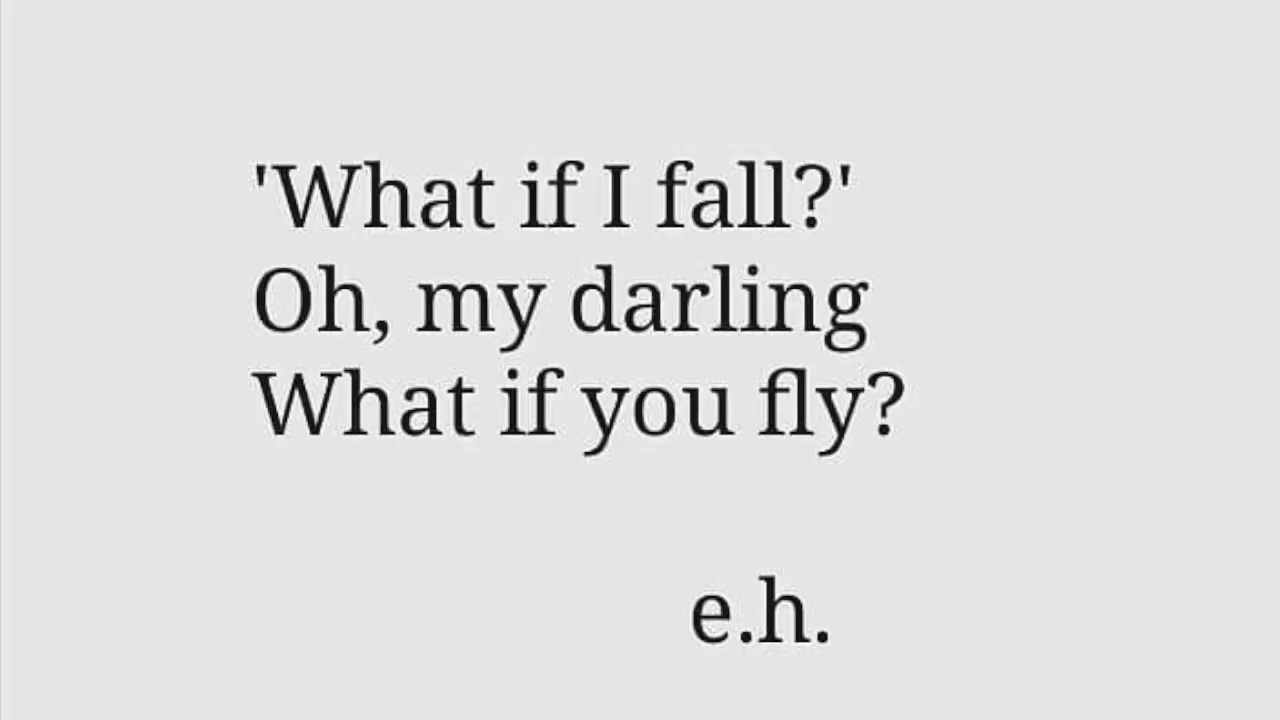 'What if I fall?'
Oh, my darling
What if you fly?
e.h.